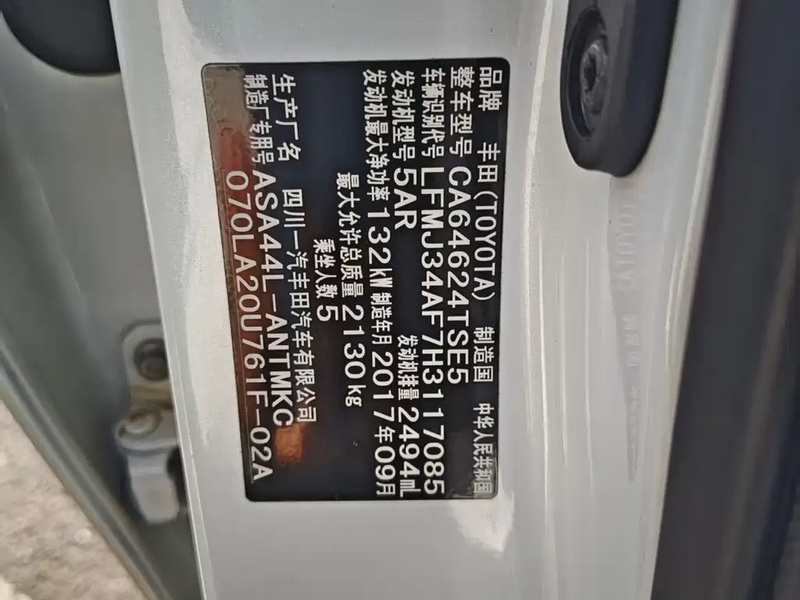 品牌 丰田(TOYOTA) 制造国 中华人民共和国
整车型号 CA64624TSE5
车辆识别代号 LFMJ34AF7H3117085
发动机型号 5AR 发动机排量 2494mL
发动机最大净功率 132kW 制造年月 2017年09月
最大允许总质量 2130kg
乘坐人数 5
生产厂名 四川一汽丰田汽车有限公司
制造厂专用号 ASA44L-ANTMKC
070LA20U761F-02A